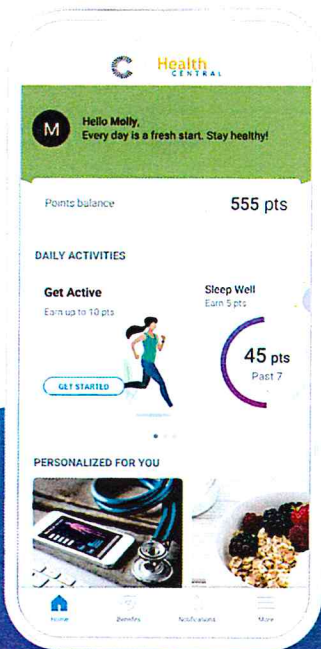 Health
CENTRAL
M
Hello Molly,
Every day is a fresh start. Stay healthy!
Points balance
555 pts
DAILY ACTIVITIES
Get Active
Earn up to 10 pts
GET STARTED
Sleep Well
Earn 5 pts
45 pts
Past 7
PERSONALIZED FOR YOU
Home
Benefits
Notifications
More